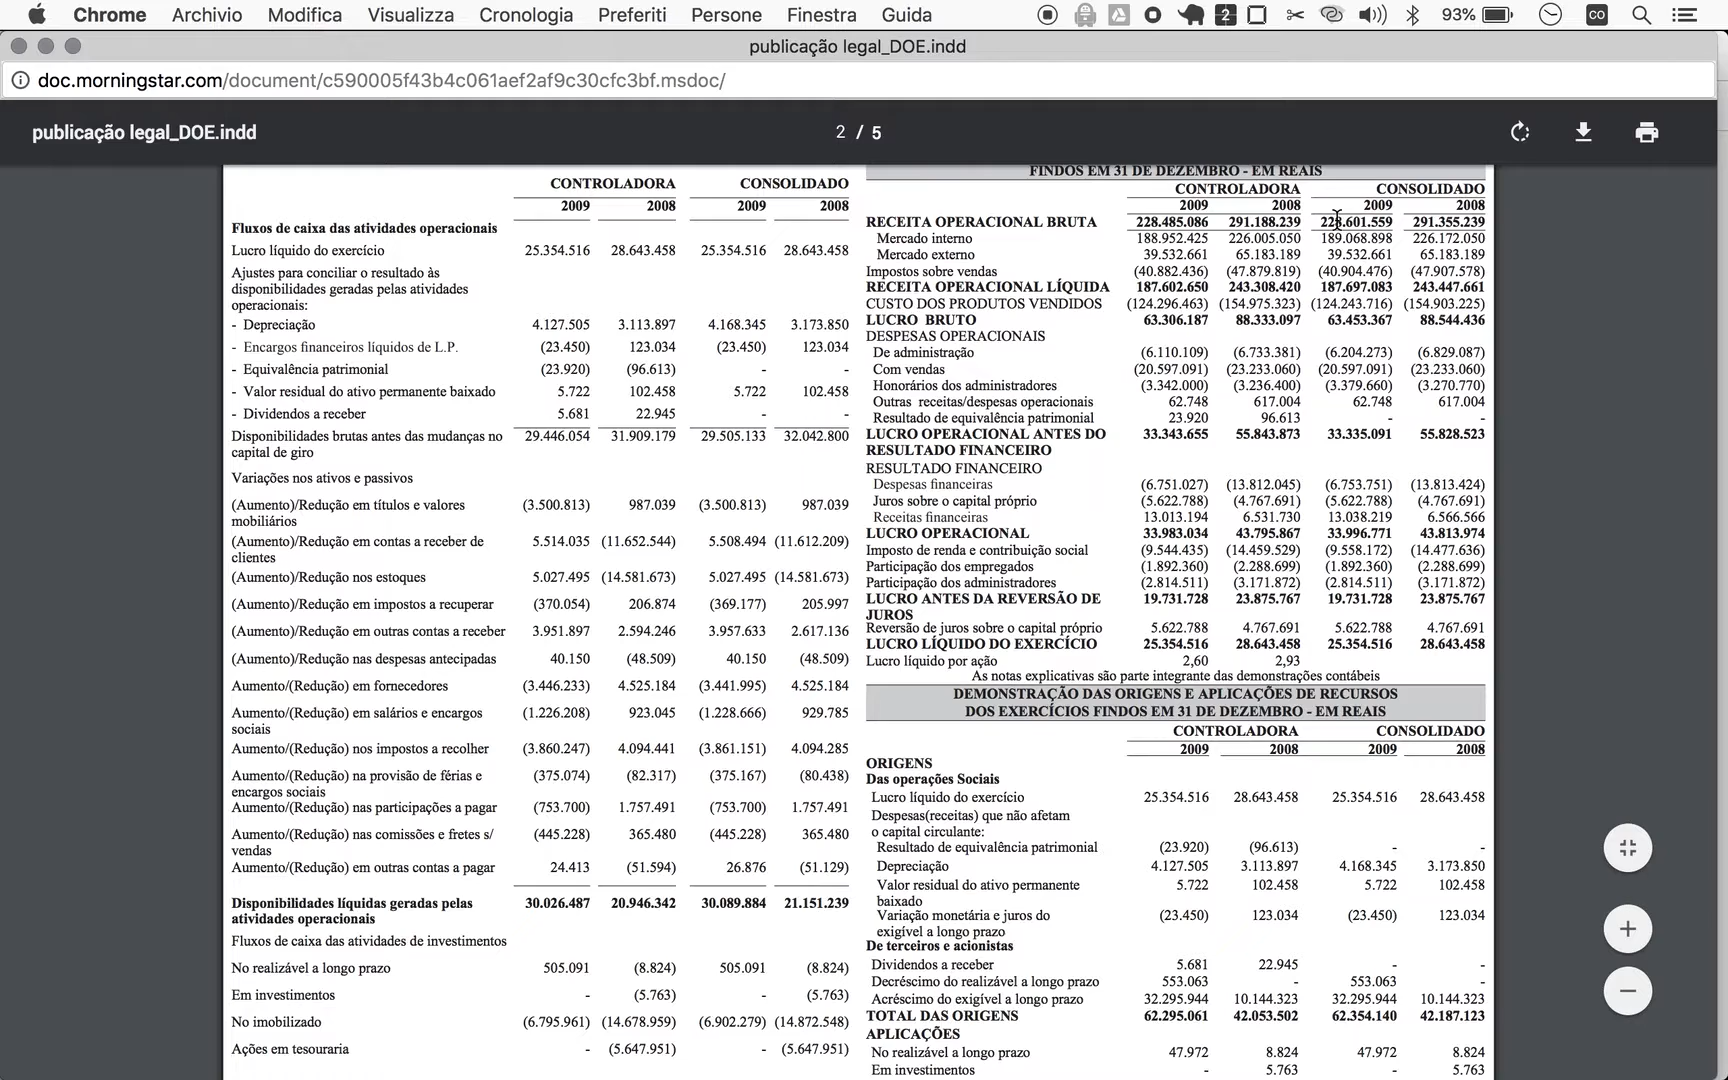 Chrome Archivio Modifica Visualizza Cronologia Preferiti Persone Finestra Guida 2 93% CO
publicação legal_DOE.indd
doc.morningstar.com/document/c590005f43b4c061aef2af9c30cfc3bf.msdoc/
publicação legal_DOE.indd 2 / 5
CONTROLADORA CONSOLIDADO
2009 2008 2009 2008
Fluxos de caixa das atividades operacionais
Lucro líquido do exercício 25.354.516 28.643.458 25.354.516 28.643.458
Ajustes para conciliar o resultado às
disponibilidades geradas pelas atividades
operacionais:
- Depreciação 4.127.505 3.113.897 4.168.345 3.173.850
- Encargos financeiros líquidos de L.P. (23.450) 123.034 (23.450) 123.034
- Equivalência patrimonial (23.920) (96.613) - -
- Valor residual do ativo permanente baixado 5.722 102.458 5.722 102.458
- Dividendos a receber 5.681 22.945 - -
Disponibilidades brutas antes das mudanças no 29.446.054 31.909.179 29.505.133 32.042.800
capital de giro
Variações nos ativos e passivos
(Aumento)/Redução em títulos e valores (3.500.813) 987.039 (3.500.813) 987.039
mobiliários
(Aumento)/Redução em contas a receber de 5.514.035 (11.652.544) 5.508.494 (11.612.209)
clientes
(Aumento)/Redução nos estoques 5.027.495 (14.581.673) 5.027.495 (14.581.673)
(Aumento)/Redução em impostos a recuperar (370.054) 206.874 (369.177) 205.997
(Aumento)/Redução em outras contas a receber 3.951.897 2.594.246 3.957.633 2.617.136
(Aumento)/Redução nas despesas antecipadas 40.150 (48.509) 40.150 (48.509)
Aumento/(Redução) em fornecedores (3.446.233) 4.525.184 (3.441.995) 4.525.184
Aumento/(Redução) em salários e encargos (1.226.208) 923.045 (1.228.666) 929.785
sociais
Aumento/(Redução) nos impostos a recolher (3.860.247) 4.094.441 (3.861.151) 4.094.285
Aumento/(Redução) na provisão de férias e (375.074) (82.317) (375.167) (80.438)
encargos sociais
Aumento/(Redução) nas participações a pagar (753.700) 1.757.491 (753.700) 1.757.491
Aumento/(Redução) nas comissões e fretes s/ (445.228) 365.480 (445.228) 365.480
vendas
Aumento/(Redução) em outras contas a pagar 24.413 (51.594) 26.876 (51.129)
Disponibilidades líquidas geradas pelas 30.026.487 20.946.342 30.089.884 21.151.239
atividades operacionais
Fluxos de caixa das atividades de investimentos
No realizável a longo prazo 505.091 (8.824) 505.091 (8.824)
Em investimentos - (5.763) - (5.763)
No imobilizado (6.795.961) (14.678.959) (6.902.279) (14.872.548)
Ações em tesouraria - (5.647.951) - (5.647.951)
FINDOS EM 31 DE DEZEMBRO - EM REAIS
CONTROLADORA CONSOLIDADO
2009 2008 2009 2008
RECEITA OPERACIONAL BRUTA 228.485.086 291.188.239 228.601.559 291.355.239
Mercado interno 188.952.425 226.005.050 189.068.898 226.172.050
Mercado externo 39.532.661 65.183.189 39.532.661 65.183.189
Impostos sobre vendas (40.882.436) (47.879.819) (40.904.476) (47.907.578)
RECEITA OPERACIONAL LÍQUIDA 187.602.650 243.308.420 187.697.083 243.447.661
CUSTO DOS PRODUTOS VENDIDOS (124.296.463) (154.975.323) (124.243.716) (154.903.225)
LUCRO BRUTO 63.306.187 88.333.097 63.453.367 88.544.436
DESPESAS OPERACIONAIS
De administração (6.110.109) (6.733.381) (6.204.273) (6.829.087)
Com vendas (20.597.091) (23.233.060) (20.597.091) (23.233.060)
Honorários dos administradores (3.342.000) (3.236.400) (3.379.660) (3.270.770)
Outras receitas/despesas operacionais 62.748 617.004 62.748 617.004
Resultado de equivalência patrimonial 23.920 96.613 - -
LUCRO OPERACIONAL ANTES DO 33.343.655 55.843.873 33.335.091 55.828.523
RESULTADO FINANCEIRO
RESULTADO FINANCEIRO
Despesas financeiras (6.751.027) (13.812.045) (6.753.751) (13.813.424)
Juros sobre o capital próprio (5.622.788) (4.767.691) (5.622.788) (4.767.691)
Receitas financeiras 13.013.194 6.531.730 13.038.219 6.566.566
LUCRO OPERACIONAL 33.983.034 43.795.867 33.996.771 43.813.974
Imposto de renda e contribuição social (9.544.435) (14.459.529) (9.558.172) (14.477.636)
Participação dos empregados (1.892.360) (2.288.699) (1.892.360) (2.288.699)
Participação dos administradores (2.814.511) (3.171.872) (2.814.511) (3.171.872)
LUCRO ANTES DA REVERSÃO DE 19.731.728 23.875.767 19.731.728 23.875.767
JUROS
Reversão de juros sobre o capital próprio 5.622.788 4.767.691 5.622.788 4.767.691
LUCRO LÍQUIDO DO EXERCÍCIO 25.354.516 28.643.458 25.354.516 28.643.458
Lucro líquido por ação 2,60 2,93
As notas explicativas são parte integrante das demonstrações contábeis
DEMONSTRAÇÃO DAS ORIGENS E APLICAÇÕES DE RECURSOS
DOS EXERCÍCIOS FINDOS EM 31 DE DEZEMBRO - EM REAIS
CONTROLADORA CONSOLIDADO
2009 2008 2009 2008
ORIGENS
Das operações Sociais
Lucro líquido do exercício 25.354.516 28.643.458 25.354.516 28.643.458
Despesas(receitas) que não afetam
o capital circulante:
Resultado de equivalência patrimonial (23.920) (96.613) - -
Depreciação 4.127.505 3.113.897 4.168.345 3.173.850
Valor residual do ativo permanente 5.722 102.458 5.722 102.458
baixado
Variação monetária e juros do (23.450) 123.034 (23.450) 123.034
exigível a longo prazo
De terceiros e acionistas
Dividendos a receber 5.681 22.945 - -
Decréscimo do realizável a longo prazo 553.063 - 553.063 -
Acréscimo do exigível a longo prazo 32.295.944 10.144.323 32.295.944 10.144.323
TOTAL DAS ORIGENS 62.295.061 42.053.502 62.354.140 42.187.123
APLICAÇÕES
No realizável a longo prazo 47.972 8.824 47.972 8.824
Em investimentos - 5.763 - 5.763